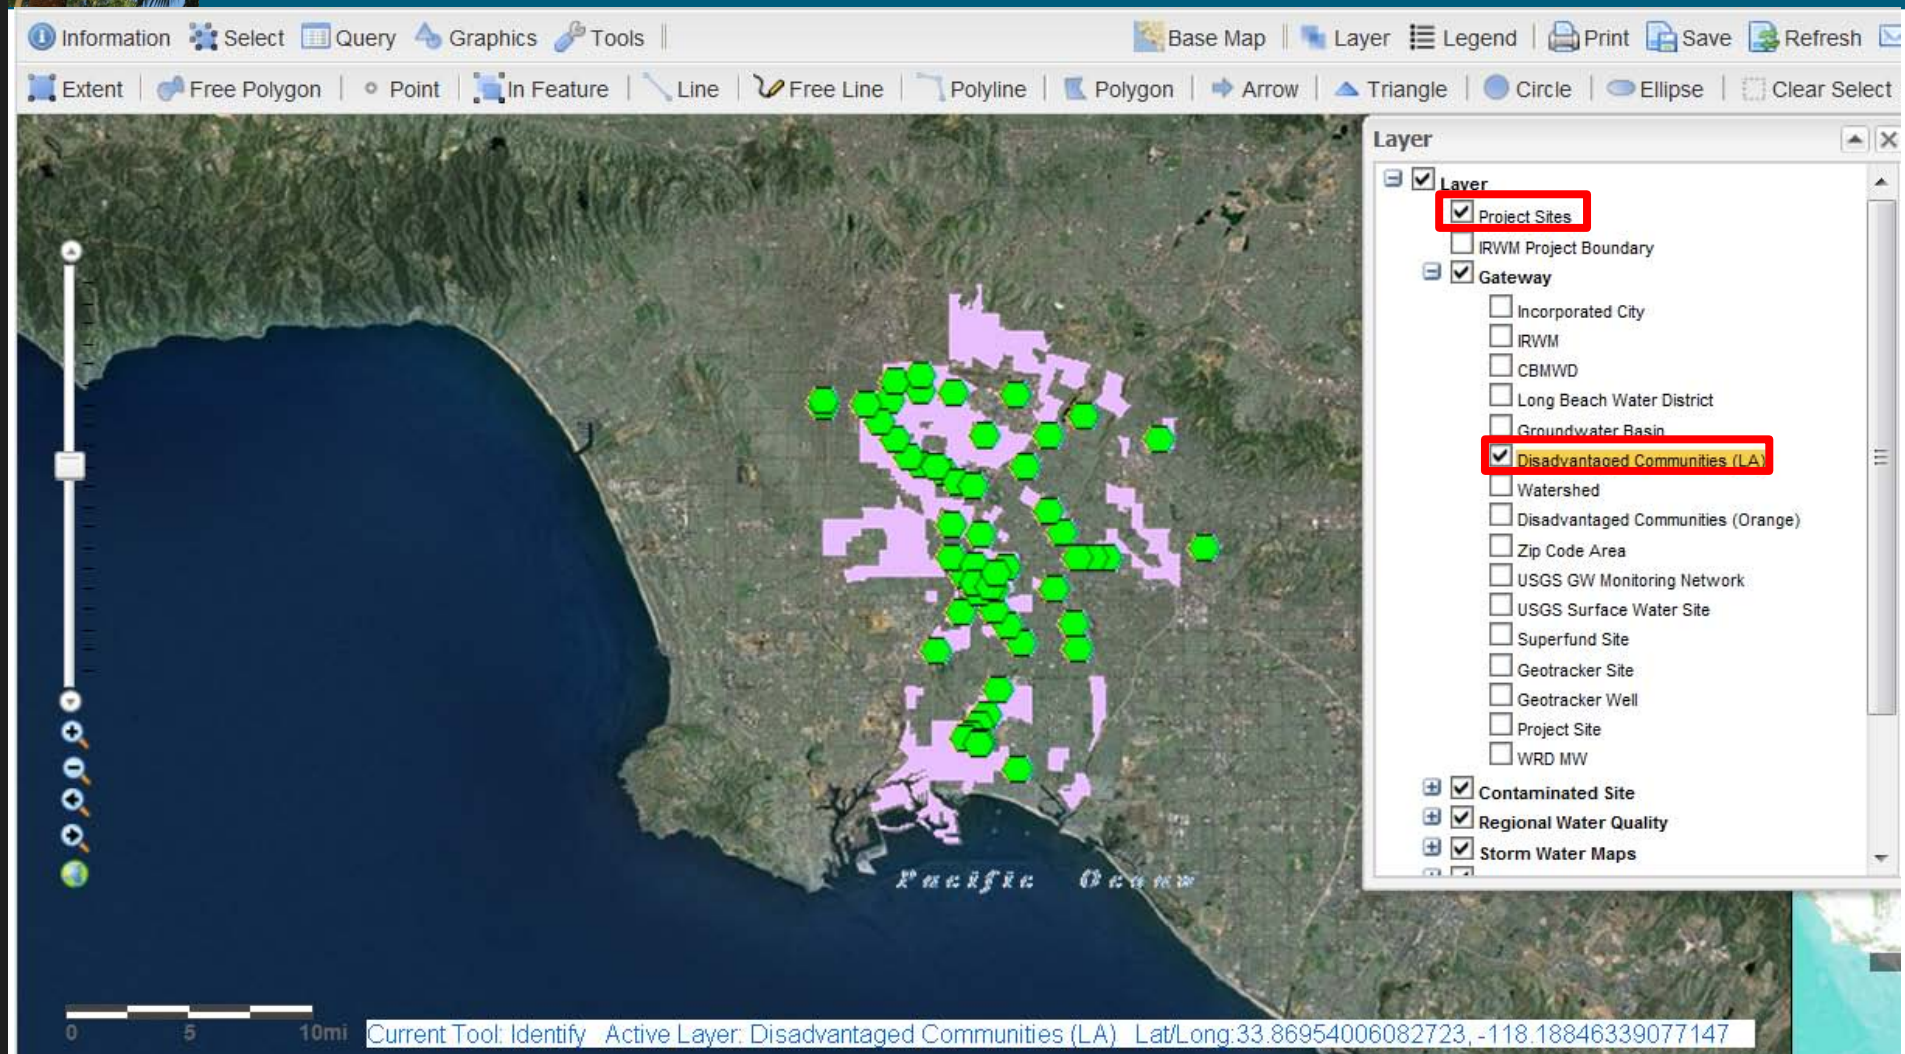 Information Select Query Graphics Tools Base Map Layer Legend Print Save Refresh
Extent Free Polygon Point In Feature Line Free Line Polyline Polygon Arrow Triangle Circle Ellipse Clear Select
Layer
Layer
Project Sites
IRWM Project Boundary
Gateway
Incorporated City
IRWM
CBMWD
Long Beach Water District
Groundwater Basin
Disadvantaged Communities (LA)
Watershed
Disadvantaged Communities (Orange)
Zip Code Area
USGS GW Monitoring Network
USGS Surface Water Site
Superfund Site
Geotracker Site
Geotracker Well
Project Site
WRD MW
Contaminated Site
Regional Water Quality
Storm Water Maps
Pacific Ocean
0 5 10mi
Current Tool: Identify Active Layer: Disadvantaged Communities (LA) Lat/Long:33.86954006082723, -118.18846339077147